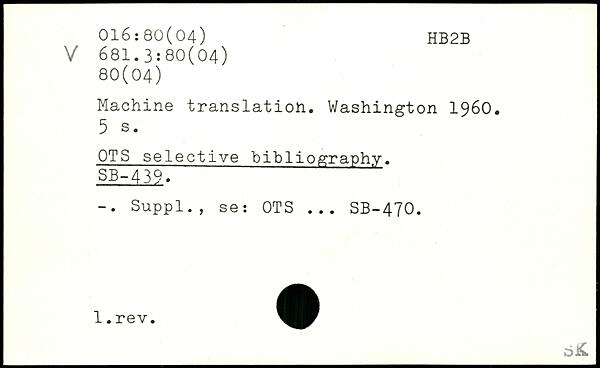 016:80(04)
HB2B
V 681.3:80(04)
80(04)
Machine translation. Washington 1960.
5 s.
OTS selective bibliography.
SB-439.
-. Suppl., se: OTS ... SB-470.
1.rev.
SK